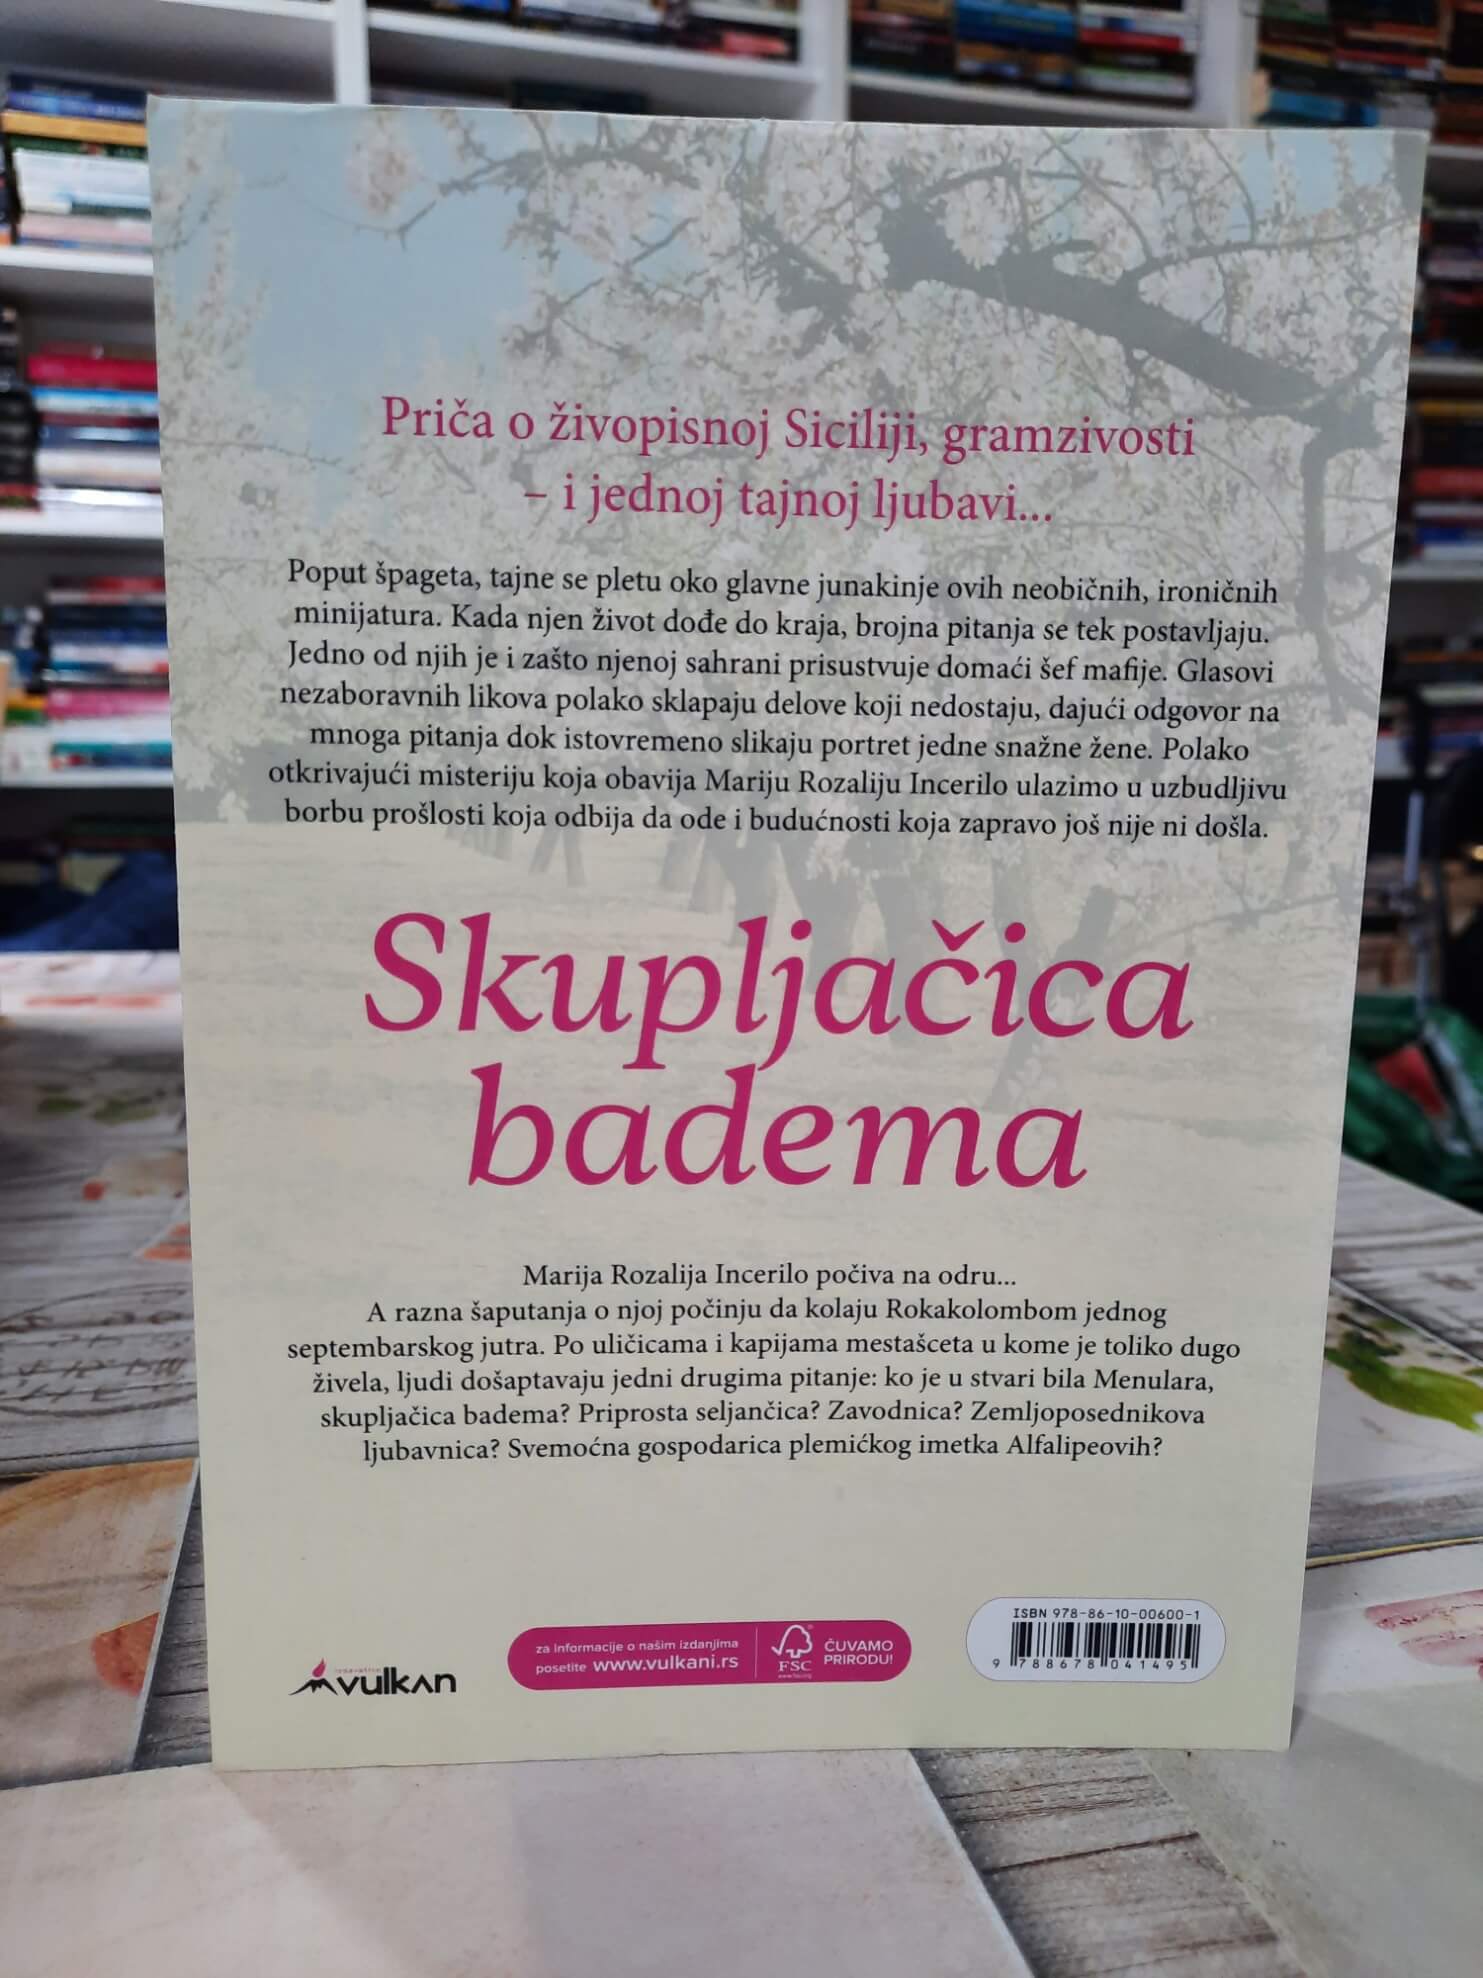 Priča o živopisnoj Siciliji, gramzivosti
– i jednoj tajnoj ljubavi...
Poput špageta, tajne se pletu oko glavne junakinje ovih neobičnih, ironičnih
minijatura. Kada njen život dođe do kraja, brojna pitanja se tek postavljaju.
Jedno od njih je i zašto njenoj sahrani prisustvuje domaći šef mafije. Glasovi
nezaboravnih likova polako sklapaju delove koji nedostaju, dajući odgovor na
mnoga pitanja dok istovremeno slikaju portret jedne snažne žene. Polako
otkrivajući misteriju koja obavija Mariju Rozaliju Incerilo ulazimo u uzbudljivu
borbu prošlosti koja odbija da ode i budućnosti koja zapravo još nije ni došla.
Skupljačica
badema
Marija Rozalija Incerilo počiva na odru...
A razna šaputanja o njoj počinju da kolaju Rokakolombom jednog
septembarskog jutra. Po uličicama i kapijama mestašceta u kome je toliko dugo
živela, ljudi došaptavaju jedni drugima pitanje: ko je u stvari bila Menulara,
skupljačica badema? Priprosta seljančica? Zavodnica? Zemljoposednikova
ljubavnica? Svemoćna gospodarica plemićkog imetka Alfalipeovih?
izdavaštvo
vulkan
za informacije o našim izdanjima
posetite www.vulkani.rs
FSC
www.fsc.org
ČUVAMO
PRIRODU!
ISBN 978-86-10-00600-1
9 788678 041495